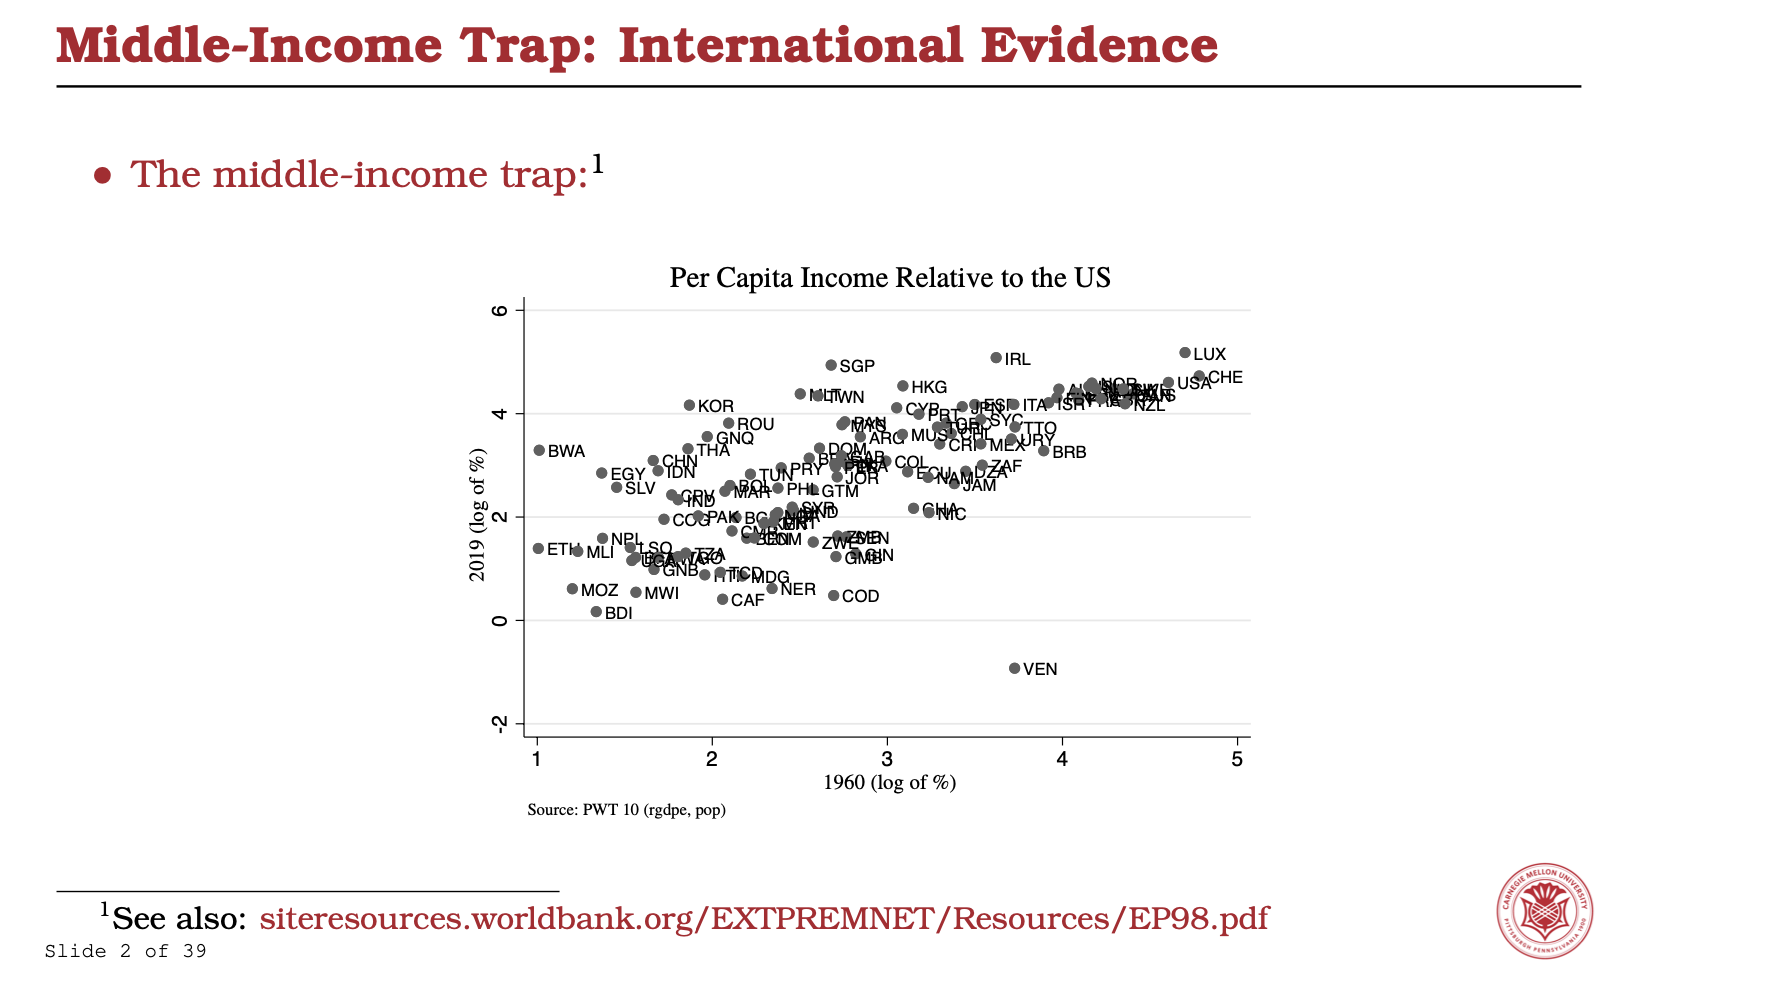 Middle-Income Trap: International Evidence
• The middle-income trap:1
Per Capita Income Relative to the US
6
4
2
0
-2
2019 (log of %)
LUX
IRL
SGP
CHE
USA
NOR
HKG
MLT
TWN
KOR
CYP
JPN
ESP
ITA
ISR
NZL
PRT
ROU
PAN
MYS
SYC
TTO
GNQ
ARG
MUS
CHL
URY
BWA
THA
DOM
CRI
MEX
BRB
CHN
COL
ZAF
EGY
IDN
TUN
PRY
ECU
DZA
JOR
NAM
JAM
SLV
BOL
MAR
PHL
GTM
CPV
IND
SYR
GHA
NIC
COG
PAK
NPL
CMR
ZWE
ZMB
SEN
ETH
MLI
LSO
TZA
UGA
GMB
GIN
GNB
HTI
TCD
MDG
MOZ
MWI
CAF
NER
COD
BDI
VEN
1 2 3 4 5
1960 (log of %)
Source: PWT 10 (rgdpe, pop)
1See also: siteresources.worldbank.org/EXTPREMNET/Resources/EP98.pdf
Slide 2 of 39
CARNEGIE MELLON UNIVERSITY
PITTSBURGH PENNSYLVANIA 1900